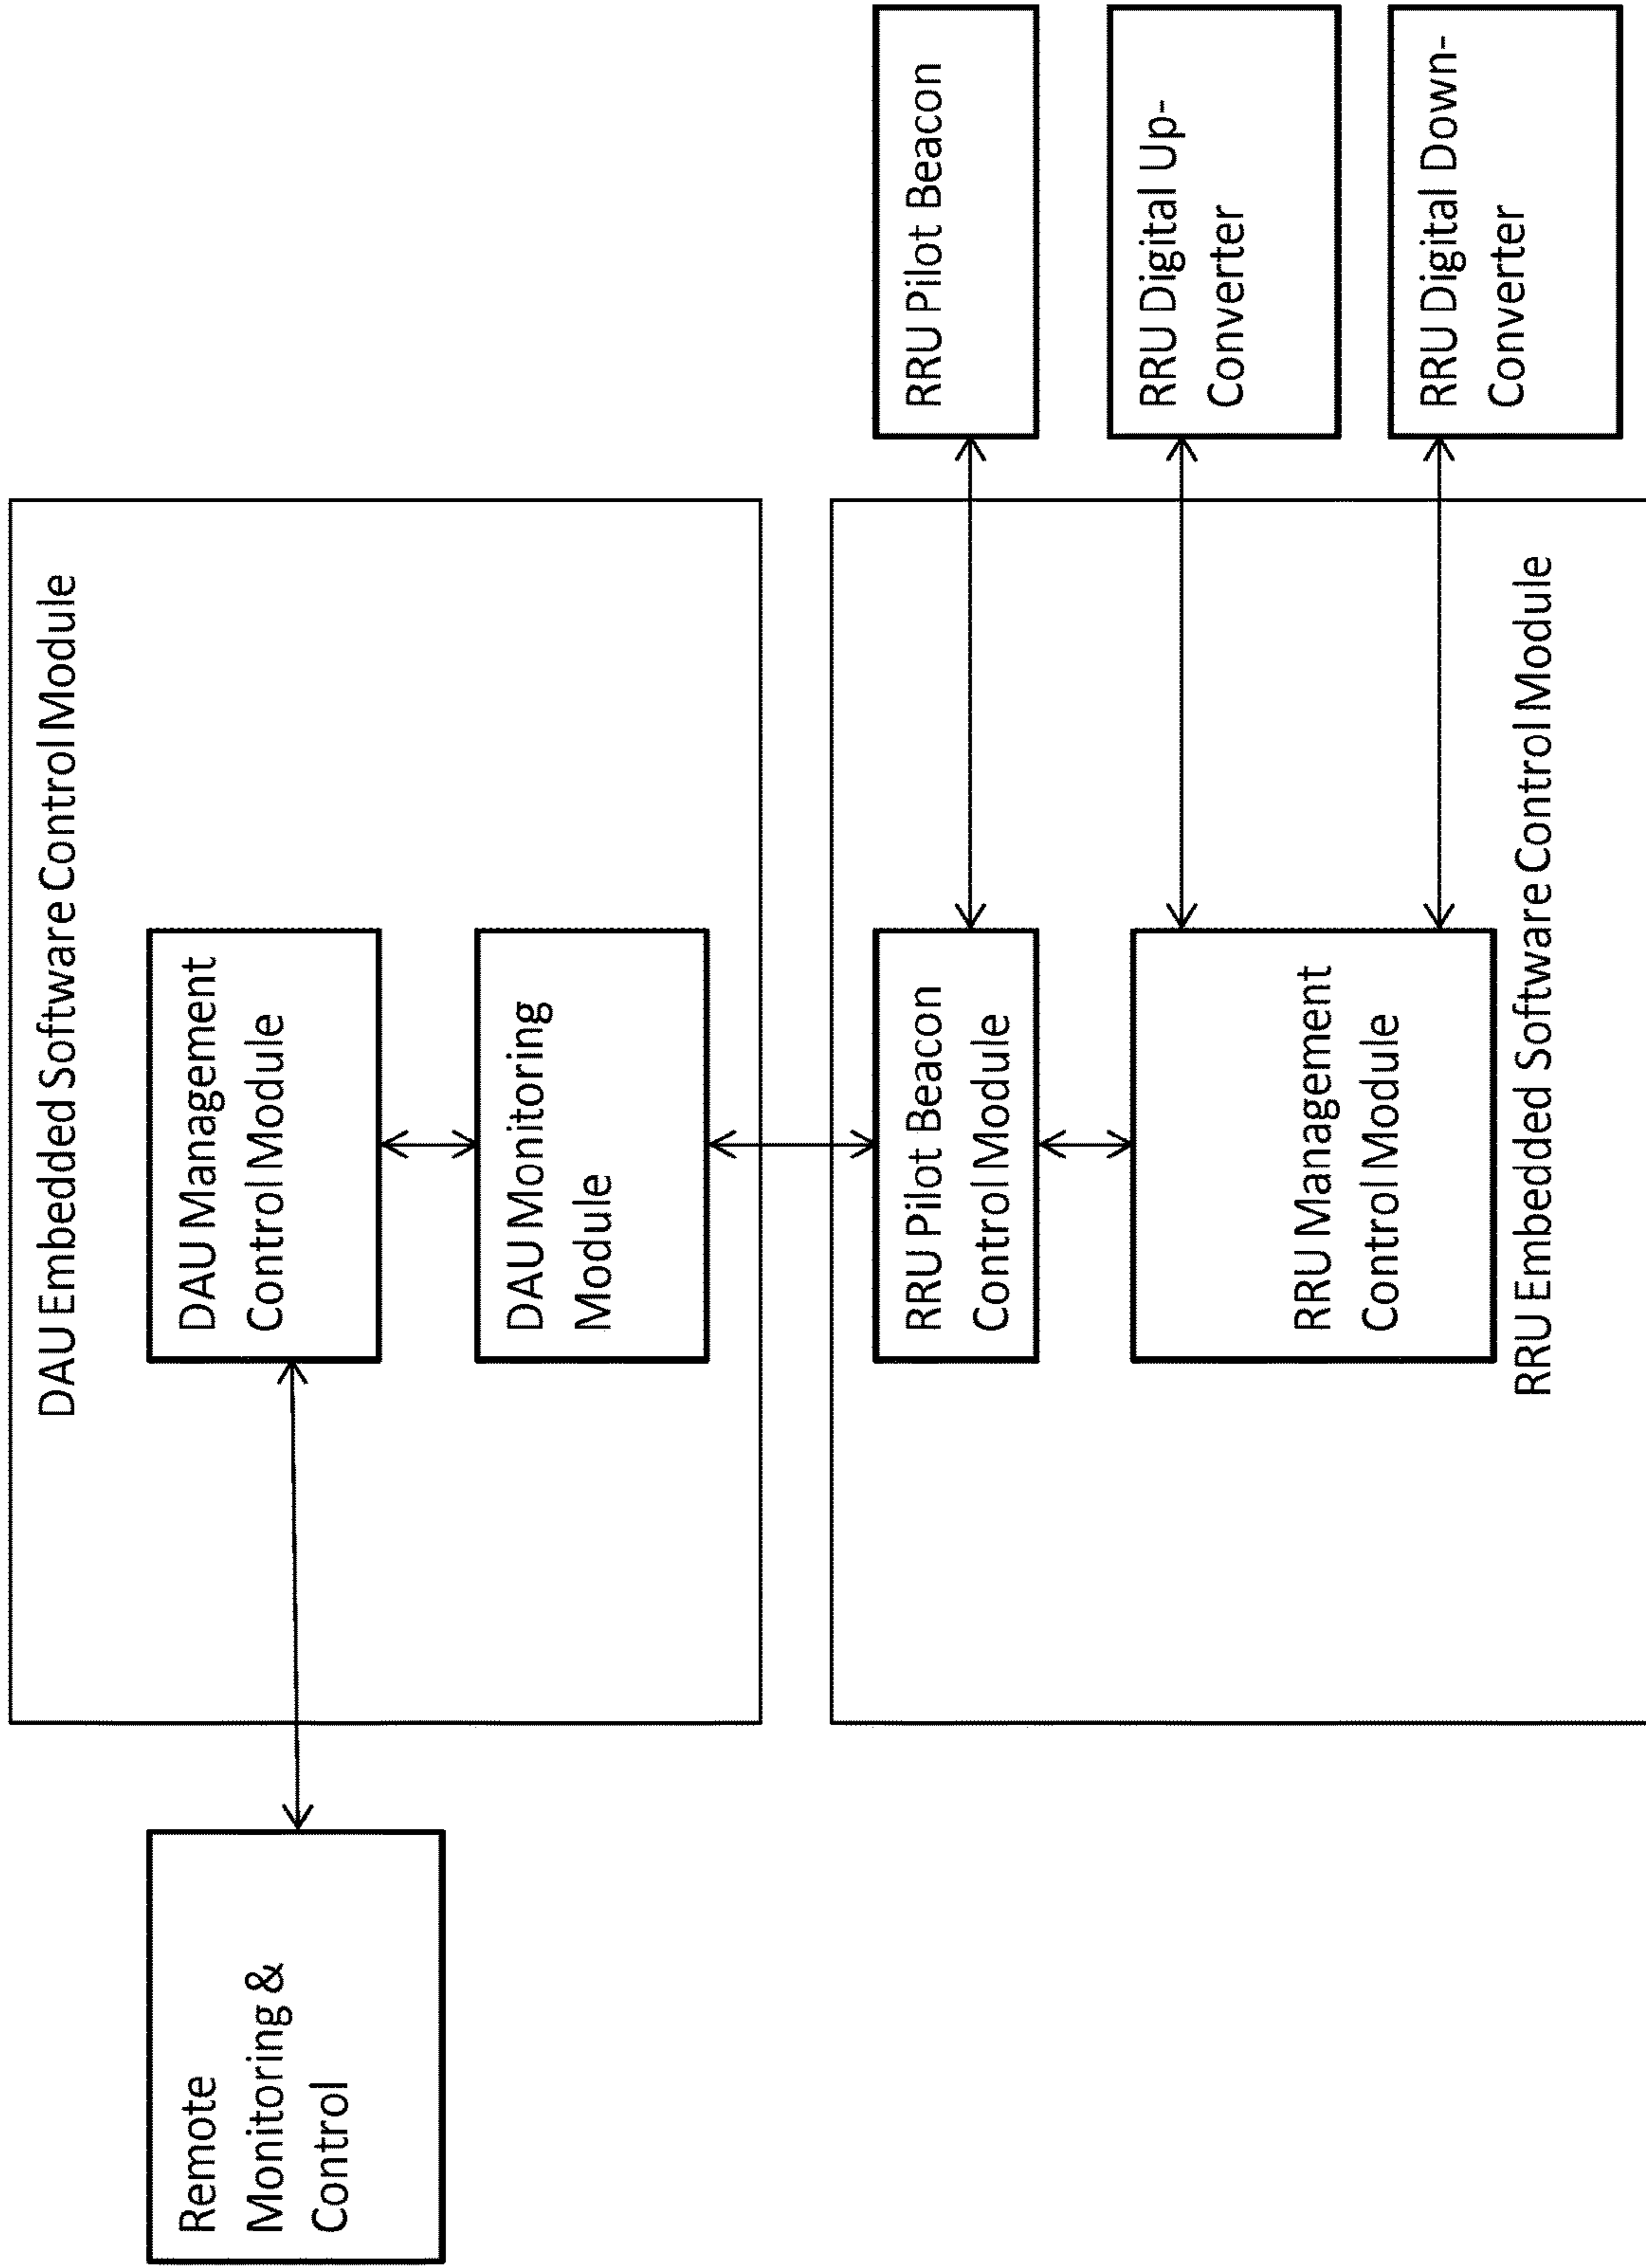 DAU Embedded Software Control Module
Remote
Monitoring &
Control
DAU Management
Control Module
DAU Monitoring
Module
RRU Pilot Beacon
Control Module
RRU Pilot Beacon
RRU Management
Control Module
RRU Digital Up-
Converter
RRU Digital Down-
Converter
RRU Embedded Software Control Module